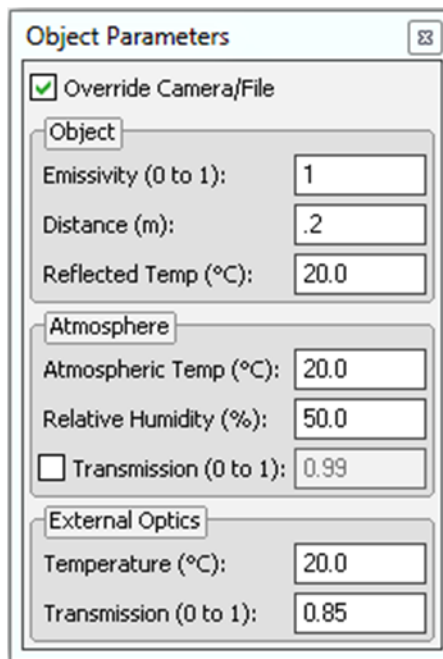 Object Parameters
Override Camera/File
Object
Emissivity (0 to 1): 1
Distance (m): .2
Reflected Temp (°C): 20.0
Atmosphere
Atmospheric Temp (°C): 20.0
Relative Humidity (%): 50.0
Transmission (0 to 1): 0.99
External Optics
Temperature (°C): 20.0
Transmission (0 to 1): 0.85